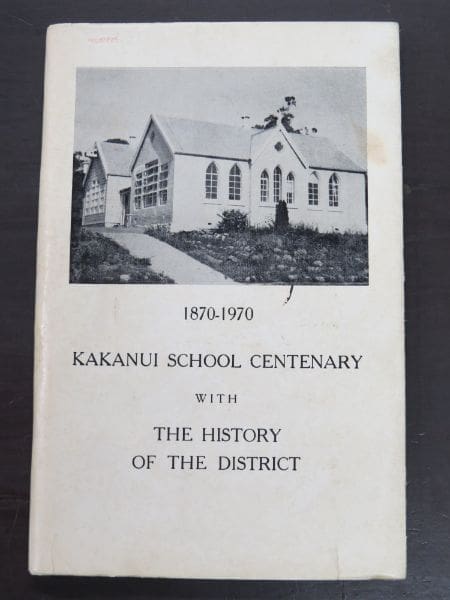 1870-1970
KAKANUI SCHOOL CENTENARY
WITH
THE HISTORY
OF THE DISTRICT